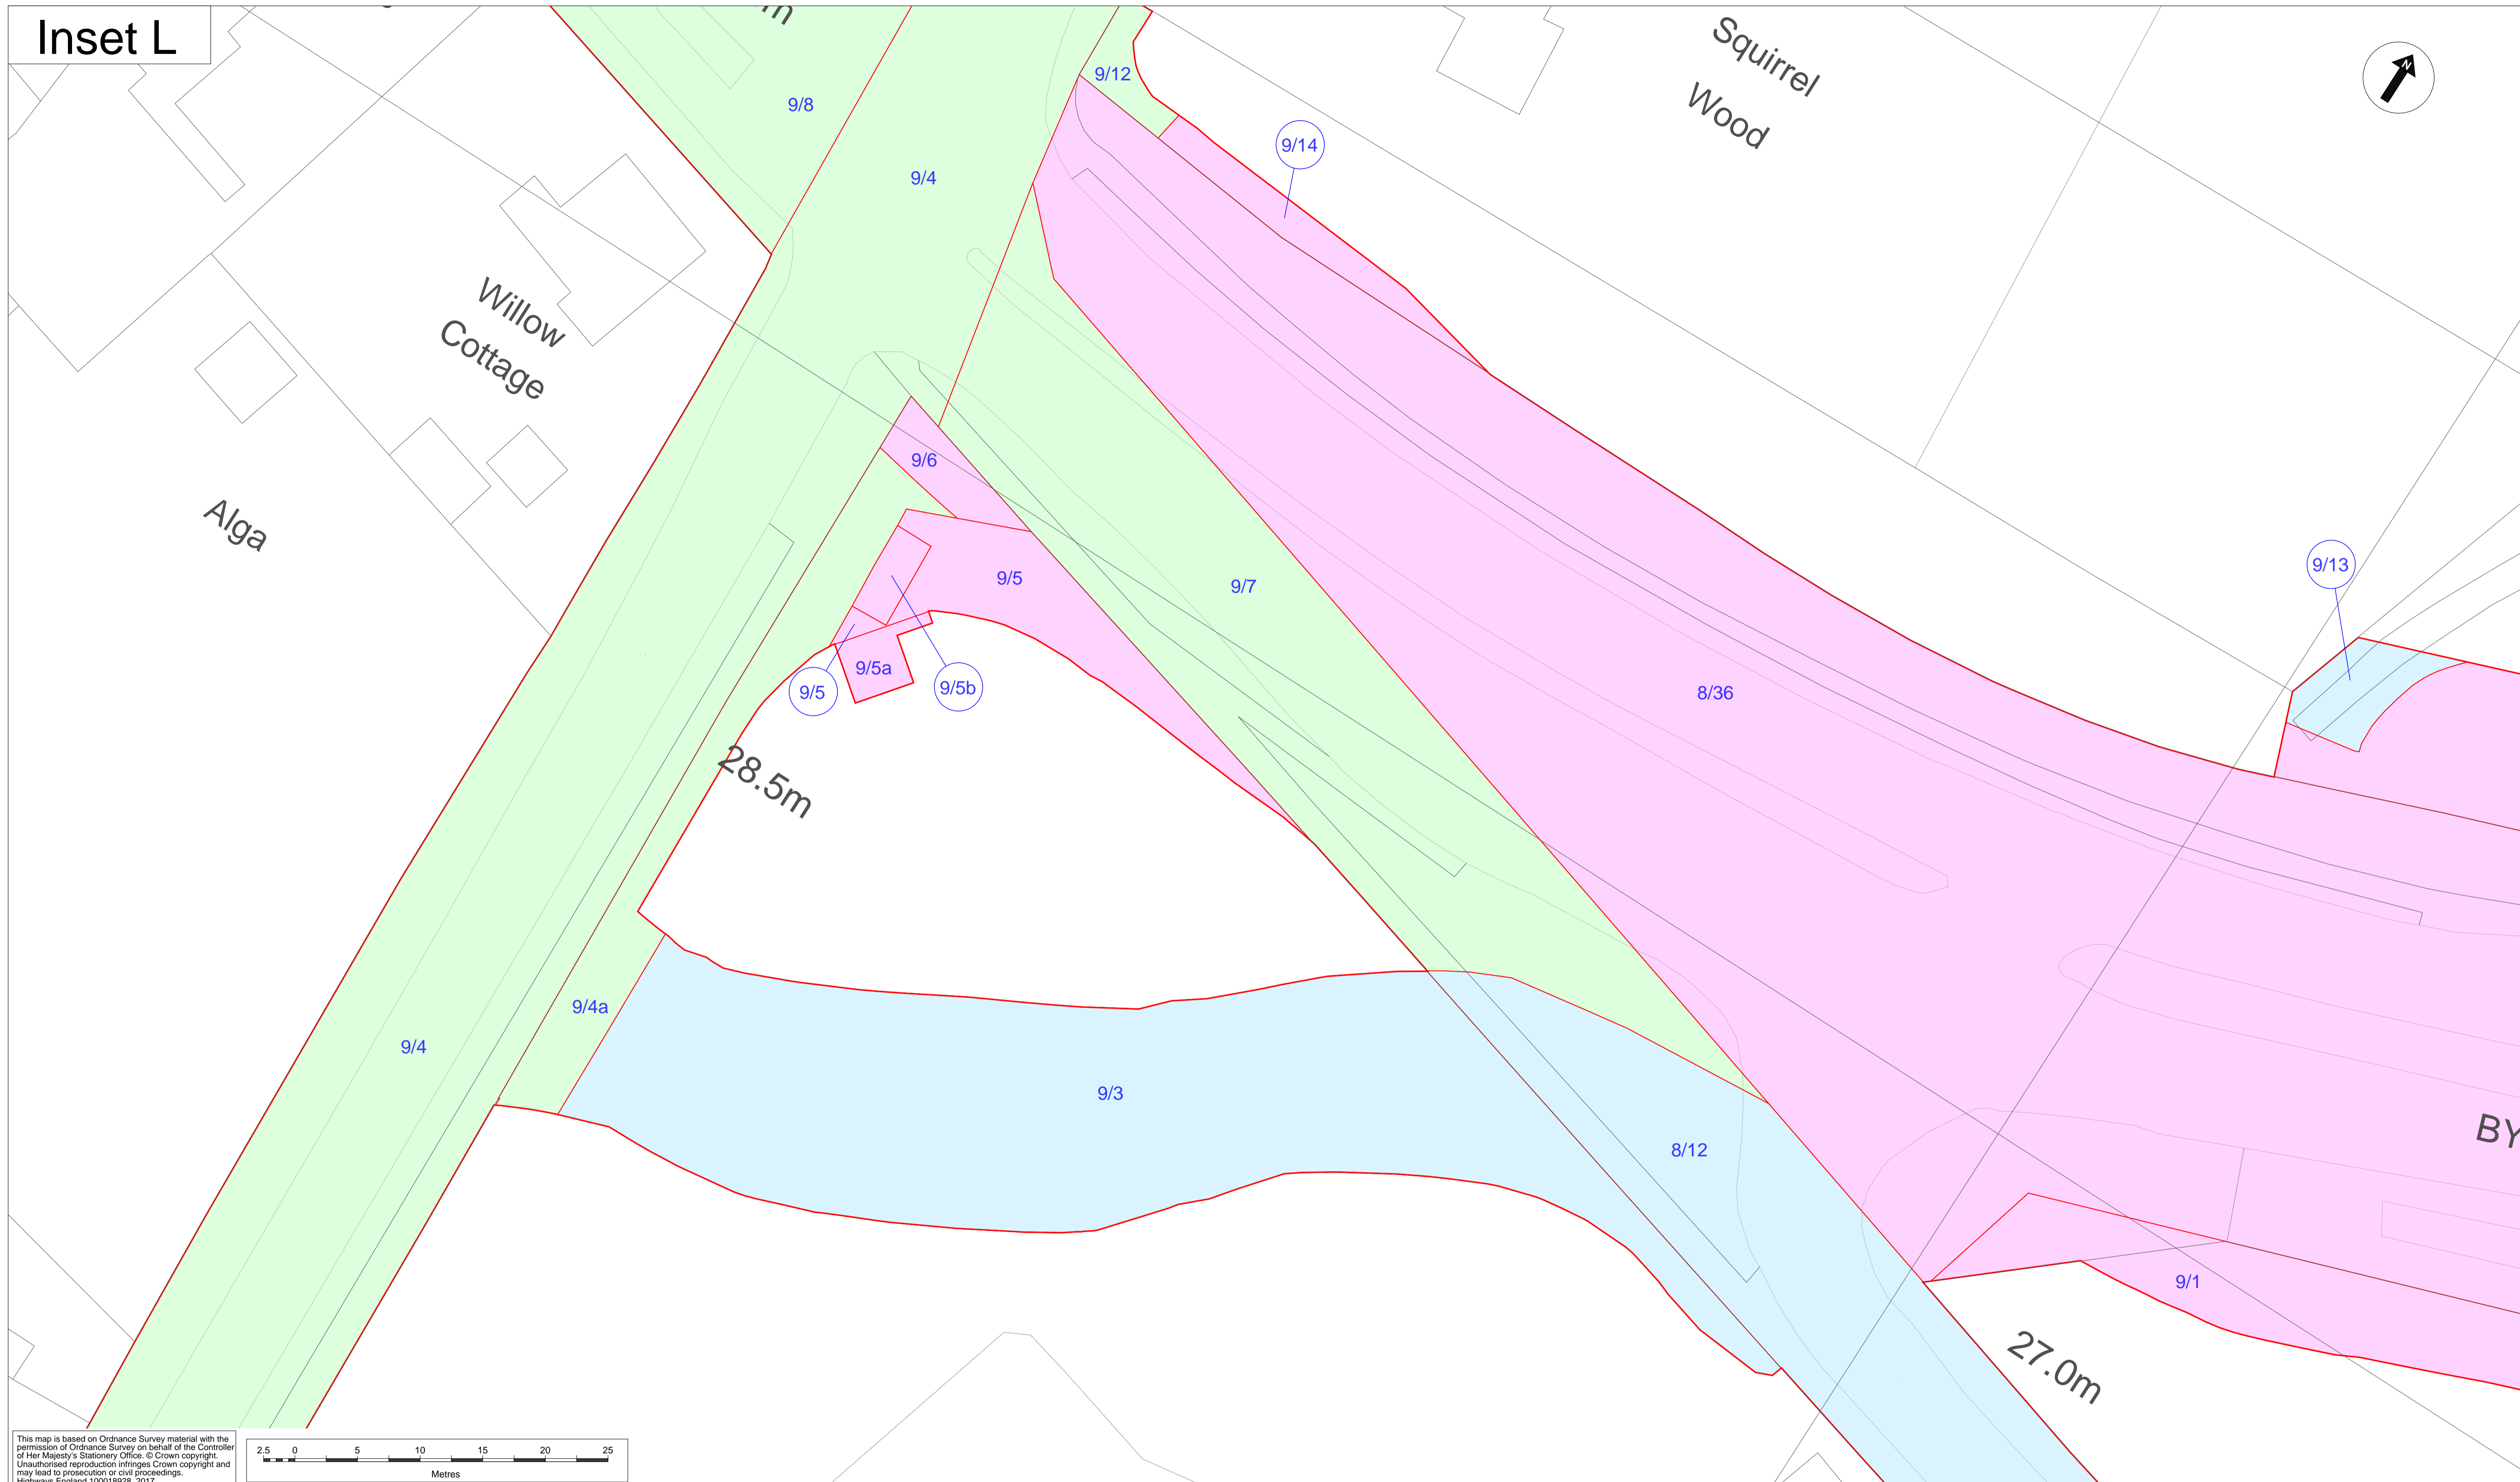 Inset L
m
Squirrel
Wood
N
9/12
9/8
9/14
9/4
Willow
Cottage
9/6
Alga
9/5
9/7
9/13
9/5a
9/5
9/5b
8/36
28.5m
9/4a
9/4
9/3
8/12
BY
9/1
27.0m
This map is based on Ordnance Survey material with the
permission of Ordnance Survey on behalf of the Controller
of Her Majesty's Stationery Office. © Crown copyright.
Unauthorised reproduction infringes Crown copyright and
may lead to prosecution or civil proceedings.
Highways England 100018928, 2017
2.5 0 5 10 15 20 25
Metres